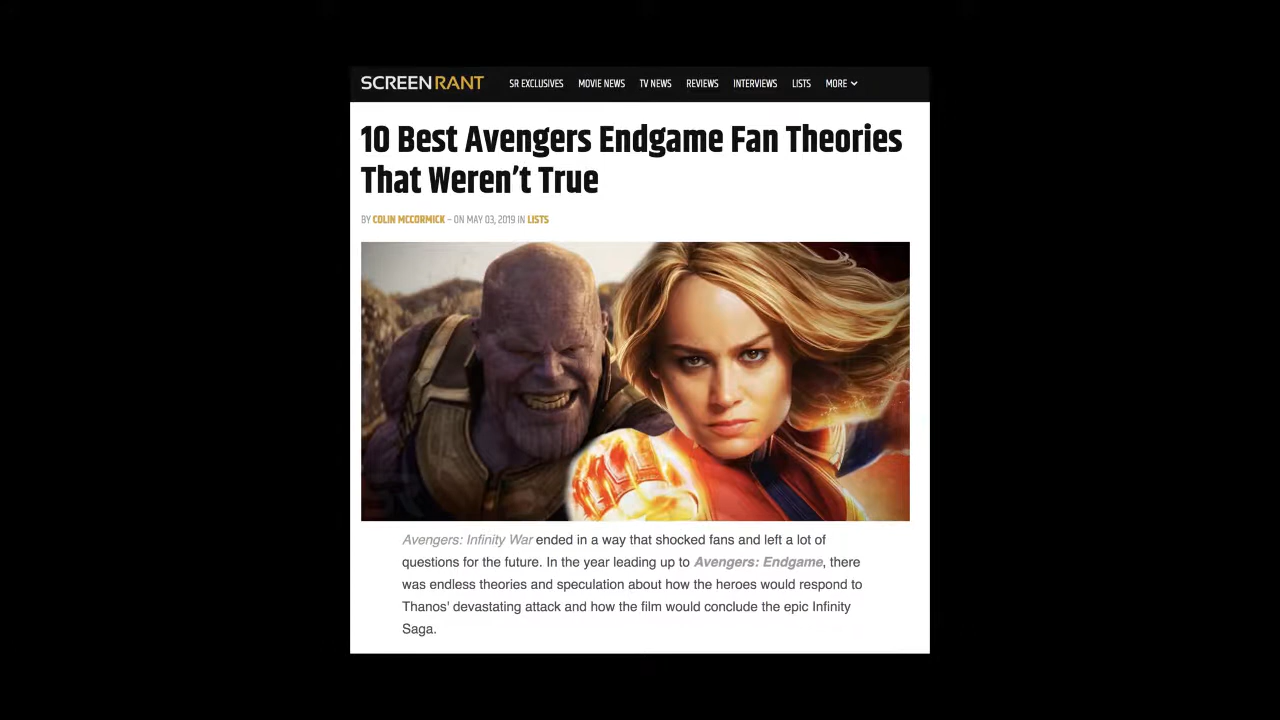 SCREENRANT SR EXCLUSIVES MOVIE NEWS TV NEWS REVIEWS INTERVIEWS LISTS MORE
10 Best Avengers Endgame Fan Theories
That Weren't True
BY COLIN MCCORMICK – ON MAY 03, 2019 IN LISTS
Avengers: Infinity War ended in a way that shocked fans and left a lot of
questions for the future. In the year leading up to Avengers: Endgame, there
was endless theories and speculation about how the heroes would respond to
Thanos' devastating attack and how the film would conclude the epic Infinity
Saga.